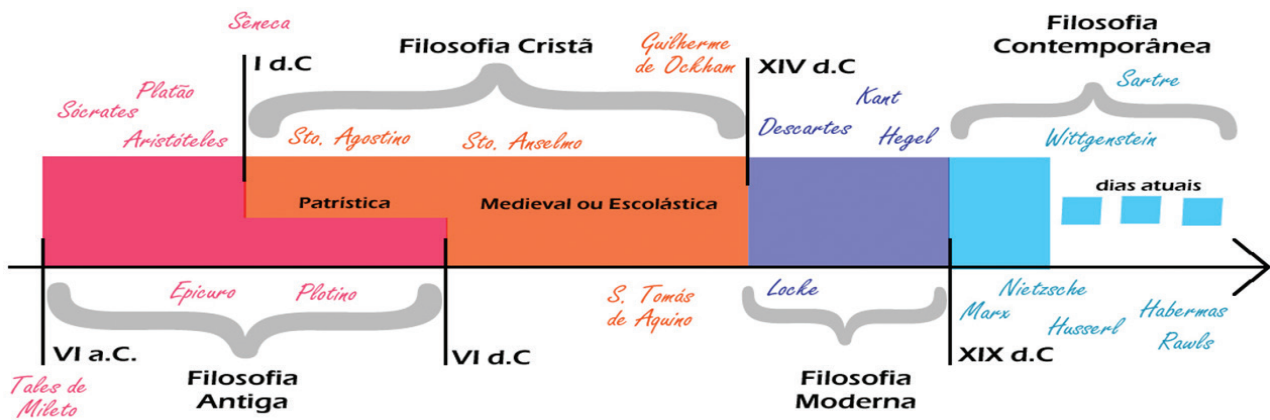 Sêneca
I d.C
Filosofia Cristã
Guilherme
de Ockham
XIV d.C
Filosofia
Contemporânea
Sartre
Platão
Sócrates
Aristóteles
Sto. Agostino
Sto. Anselmo
Kant
Descartes
Hegel
Wittgenstein
Patrística
Medieval ou Escolástica
dias atuais
Epicuro
Plotino
S. Tomás
de Aquino
Locke
Nietzsche
Marx
Husserl
Habermas
Rawls
VI a.C.
VI d.C
XIX d.C
Tales de
Mileto
Filosofia
Antiga
Filosofia
Moderna